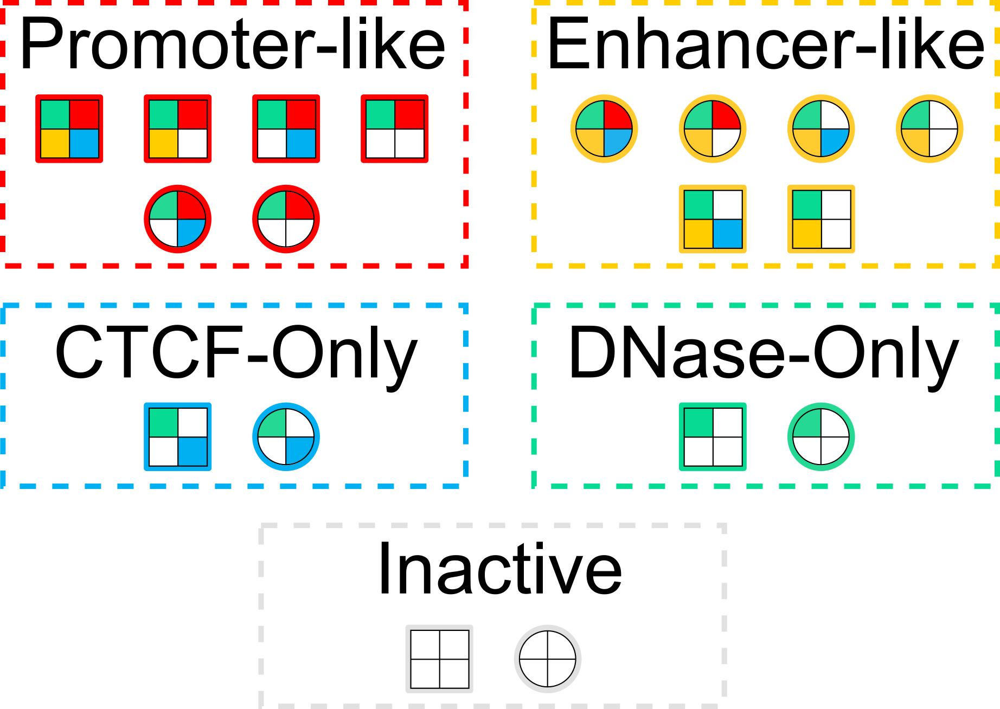 Promoter-like
Enhancer-like
CTCF-Only
DNase-Only
Inactive